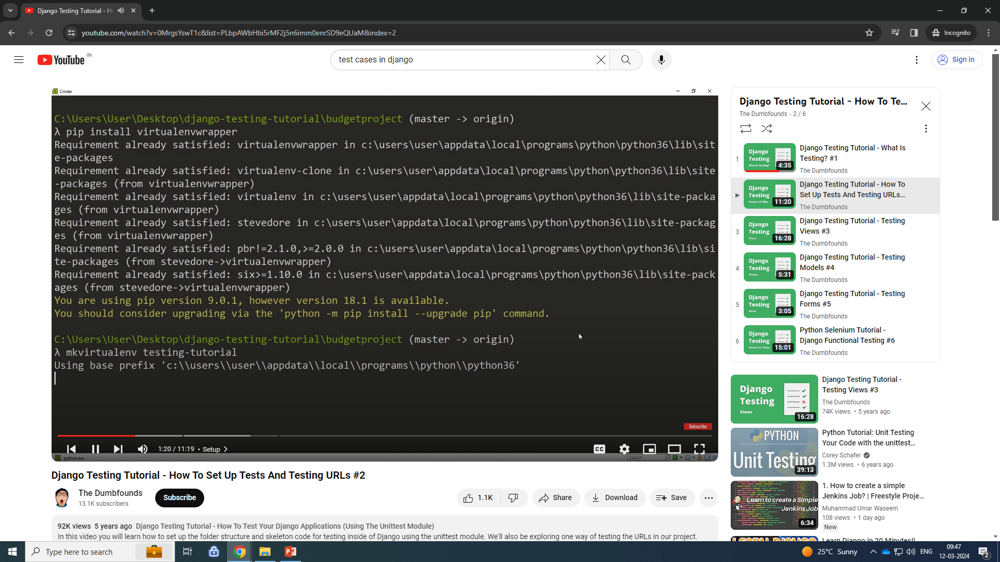 Django Testing Tutorial - Ho
youtube.com/watch?v=0MrgsYswT1c&list=PLbpAWbHbi5rMF2j5n6imm0enrSD9eQUaM&index=2
Incognito
YouTube IN
test cases in django
Sign in
Cmder
C:\Users\User\Desktop\django-testing-tutorial\budgetproject (master -> origin)
λ pip install virtualenvwrapper
Requirement already satisfied: virtualenvwrapper in c:\users\user\appdata\local\programs\python\python36\lib\sit
e-packages
Requirement already satisfied: virtualenv-clone in c:\users\user\appdata\local\programs\python\python36\lib\site
-packages (from virtualenvwrapper)
Requirement already satisfied: virtualenv in c:\users\user\appdata\local\programs\python\python36\lib\site-packa
ges (from virtualenvwrapper)
Requirement already satisfied: stevedore in c:\users\user\appdata\local\programs\python\python36\lib\site-packag
es (from virtualenvwrapper)
Requirement already satisfied: pbr!=2.1.0,>=2.0.0 in c:\users\user\appdata\local\programs\python\python36\lib\si
te-packages (from stevedore->virtualenvwrapper)
Requirement already satisfied: six>=1.10.0 in c:\users\user\appdata\local\programs\python\python36\lib\site-pack
ages (from stevedore->virtualenvwrapper)
You are using pip version 9.0.1, however version 18.1 is available.
You should consider upgrading via the 'python -m pip install --upgrade pip' command.
C:\Users\User\Desktop\django-testing-tutorial\budgetproject (master -> origin)
λ mkvirtualenv testing-tutorial
Using base prefix 'c:\\users\\user\\appdata\\local\\programs\\python\\python36'
Subscribe
1:20 / 11:19 • Setup
python.exe
Search
Django Testing Tutorial - How To Set Up Tests And Testing URLs #2
The Dumbfounds
13.1K subscribers
Subscribe
1.1K
Share
Download
Save
92K views 5 years ago Django Testing Tutorial - How To Test Your Django Applications (Using The Unittest Module)
In this video you will learn how to set up the folder structure and skeleton code for testing inside of Django using the unittest module. We'll also be exploring one way of testing the URLs in our project.
Django Testing Tutorial - How To Te...
The Dumbfounds - 2 / 6
1
Django
Testing
What is testing?
4:35
Django Testing Tutorial - What Is
Testing? #1
The Dumbfounds
Django
Testing
Setup and URLs
11:20
Django Testing Tutorial - How To
Set Up Tests And Testing URLs...
The Dumbfounds
3
Django
Testing
Views
16:28
Django Testing Tutorial - Testing
Views #3
The Dumbfounds
4
Django
Testing
Models
5:31
Django Testing Tutorial - Testing
Models #4
The Dumbfounds
5
Django
Testing
Forms
3:05
Django Testing Tutorial - Testing
Forms #5
The Dumbfounds
6
Django
Testing
Functional Tests
15:01
Python Selenium Tutorial -
Django Functional Testing #6
The Dumbfounds
Django
Testing
Views
16:28
Django Testing Tutorial -
Testing Views #3
The Dumbfounds
74K views • 5 years ago
PYTHON
Unit Testing
39:13
Python Tutorial: Unit Testing
Your Code with the unittest...
Corey Schafer
1.3M views • 6 years ago
Learn to create a Simple
Jenkins Job
6:34
1. How to create a simple
Jenkins Job? | Freestyle Proje...
Muhammad Umar Waseem
108 views • 1 day ago
New
LEARN DJANGO
Learn Django in 20 Minutes!!
Type here to search
25°C Sunny
ENG
09:47
12-03-2024
2